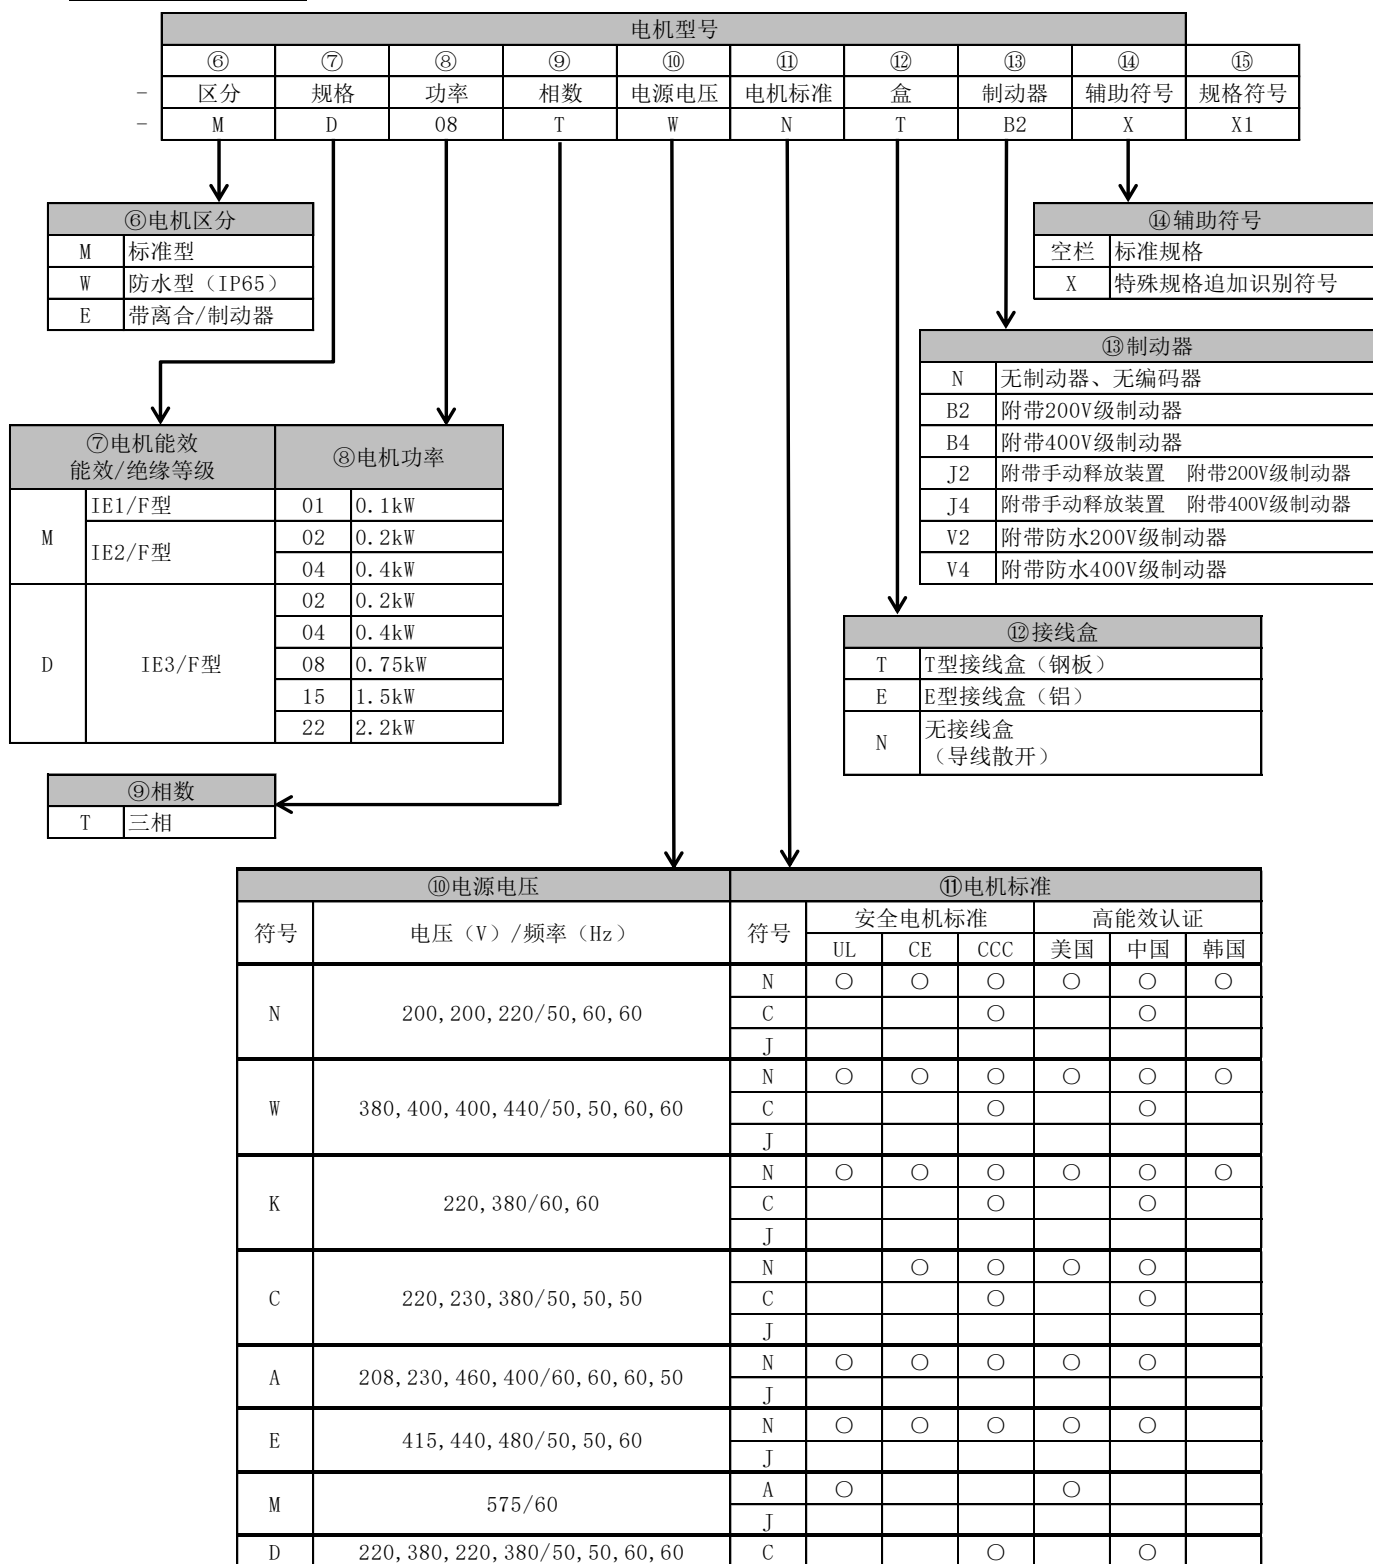 电机型号
⑥ ⑦ ⑧ ⑨ ⑩ ⑪ ⑫ ⑬ ⑭ ⑮
- 区分 规格 功率 相数 电源电压 电机标准 盒 制动器 辅助符号 规格符号
- M D 08 T W N T B2 X X1
⑥电机区分
M 标准型
W 防水型（IP65）
E 带离合/制动器
⑭辅助符号
空栏 标准规格
X 特殊规格追加识别符号
⑬制动器
N 无制动器、无编码器
B2 附带200V级制动器
B4 附带400V级制动器
J2 附带手动释放装置 附带200V级制动器
J4 附带手动释放装置 附带400V级制动器
V2 附带防水200V级制动器
V4 附带防水400V级制动器
⑦电机能效
能效/绝缘等级
⑧电机功率
M IE1/F型 01 0.1kW
IE2/F型 02 0.2kW
04 0.4kW
D IE3/F型 02 0.2kW
04 0.4kW
08 0.75kW
15 1.5kW
22 2.2kW
⑫接线盒
T T型接线盒（钢板）
E E型接线盒（铝）
N 无接线盒
（导线散开）
⑨相数
T 三相
⑩电源电压 ⑪电机标准
符号 电压（V）/频率（Hz） 符号 安全电机标准 高能效认证
UL CE CCC 美国 中国 韩国
N 200,200,220/50,60,60
N ○ ○ ○ ○ ○ ○
C ○ ○
J
W 380,400,400,440/50,50,60,60
N ○ ○ ○ ○ ○ ○
C ○ ○
J
K 220,380/60,60
N ○ ○ ○ ○ ○ ○
C ○ ○
J
C 220,230,380/50,50,50
N ○ ○ ○ ○
C ○ ○
J
A 208,230,460,400/60,60,60,50
N ○ ○ ○ ○ ○
J
E 415,440,480/50,50,60
N ○ ○ ○ ○ ○
J
M 575/60
A ○ ○
J
D 220,380,220,380/50,50,60,60 C ○ ○